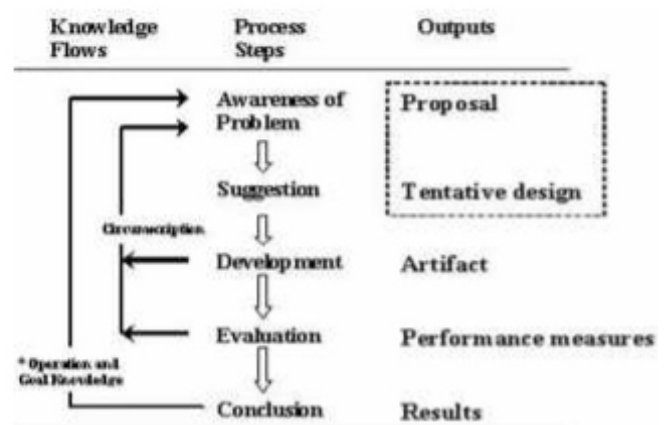 Knowledge Process Outputs
Flows Steps
Awareness of Proposal
Problem
Suggestion Tentative design
Circumscription
Development Artifact
Evaluation Performance measures
* Operation and
Goal Knowledge
Conclusion Results